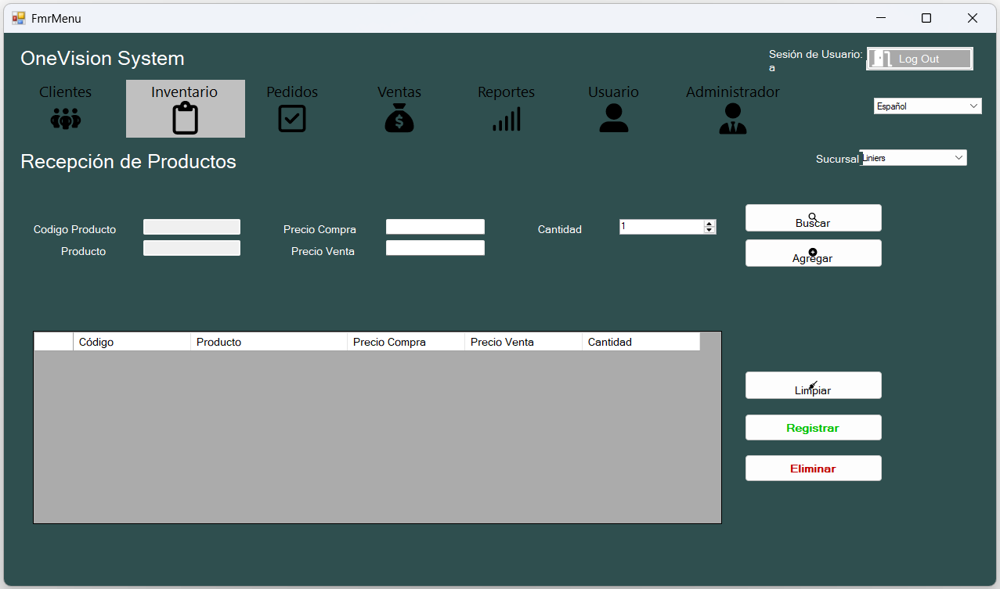 FmrMenu
OneVision System
Sesión de Usuario:
a
Log Out
Clientes
Inventario
Pedidos
Ventas
Reportes
Usuario
Administrador
Español
Recepción de Productos
Sucursal
Liniers
Codigo Producto
Precio Compra
Cantidad
1
Buscar
Producto
Precio Venta
Agregar
Código
Producto
Precio Compra
Precio Venta
Cantidad
Limpiar
Registrar
Eliminar